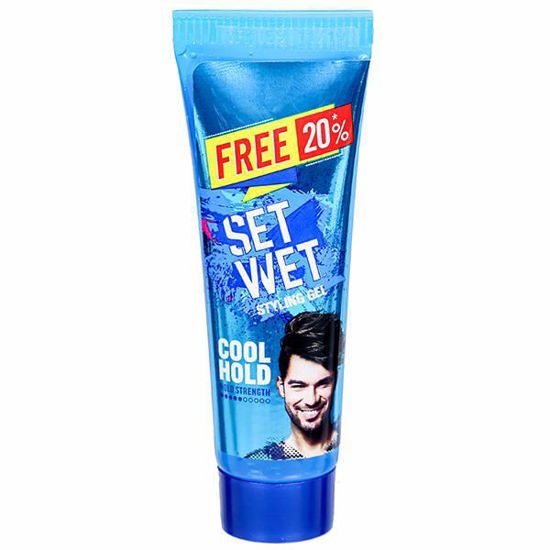 FREE 20*%
SET
WET
STYLING GEL
COOL
HOLD
HOLD STRENGTH